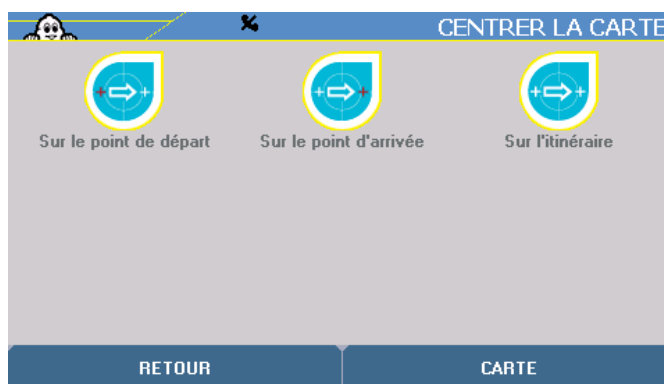 CENTRER LA CARTE
Sur le point de départ
Sur le point d'arrivée
Sur l'itinéraire
RETOUR
CARTE